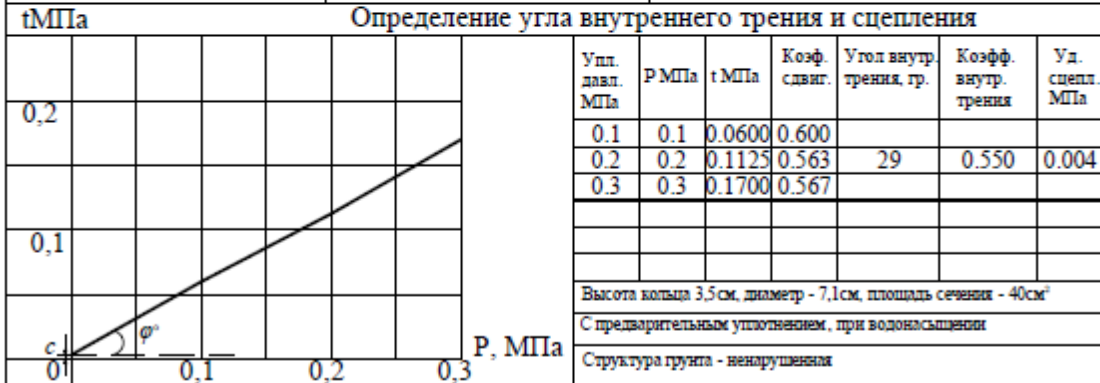 tМПа
Определение угла внутреннего трения и сцепления
0,2
0,1
c
φ°
0
0,1
0,2
0,3
P, МПа
Упл. давл. МПа P МПа t МПа Коэф. сдвиг. Угол внутр. трения, гр. Коэфф. внутр. трения Уд. сцепл. МПа
0.1 0.1 0.0600 0.600
0.2 0.2 0.1125 0.563 29 0.550 0.004
0.3 0.3 0.1700 0.567
Высота кольца 3,5см, диаметр - 7,1см, площадь сечения - 40см²
С предварительным уплотнением, при водонасыщении
Структура грунта - ненарушенная